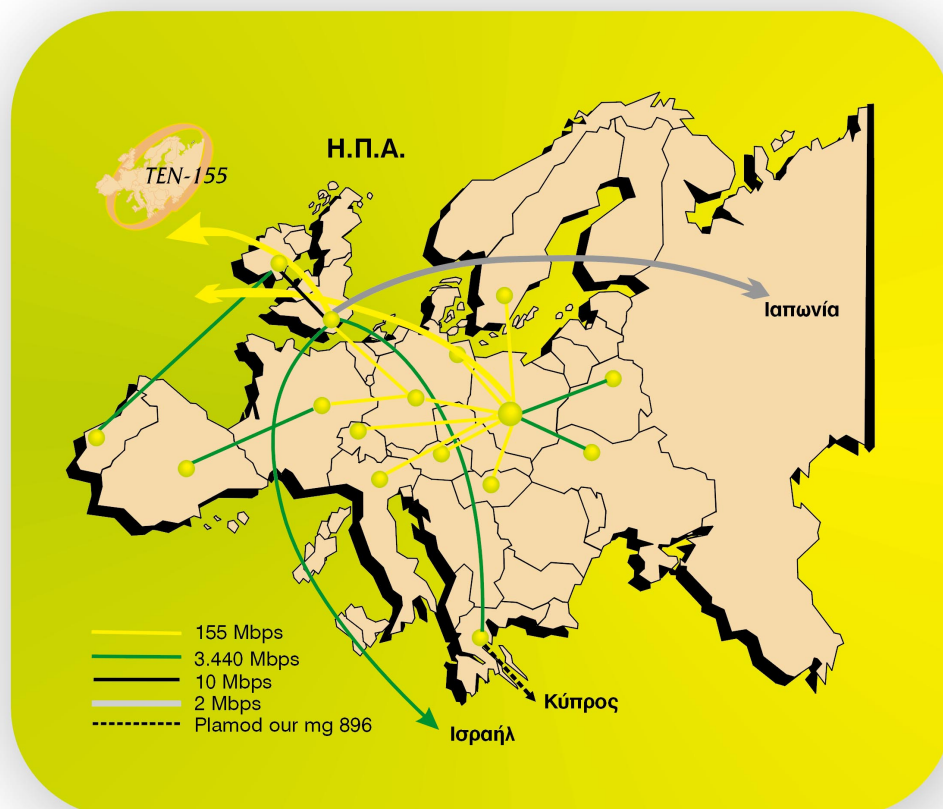 Η.Π.Α.
TEN-155
Ιαπωνία
155 Mbps
3.440 Mbps
10 Mbps
2 Mbps
Plamod our mg 896
Κύπρος
Ισραήλ